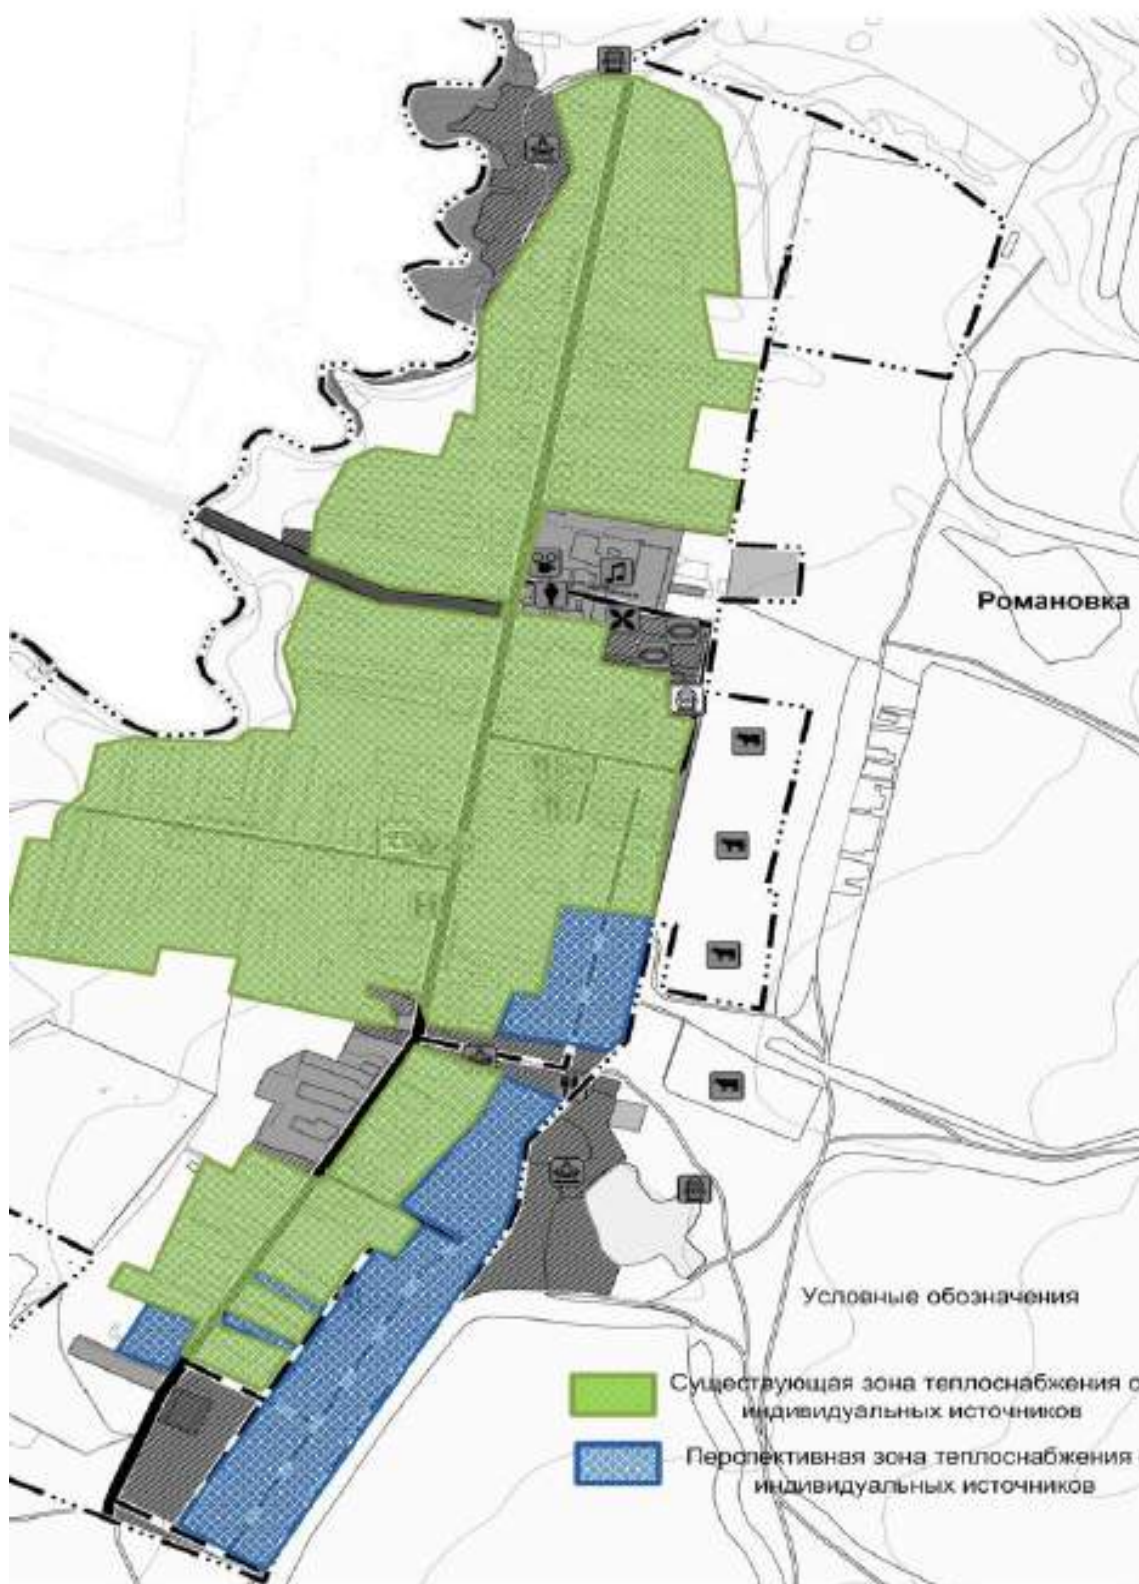 Романовка
Условные обозначения
Существующая зона теплоснабжения о
индивидуальных источников
Перспективная зона теплоснабжения
индивидуальных источников